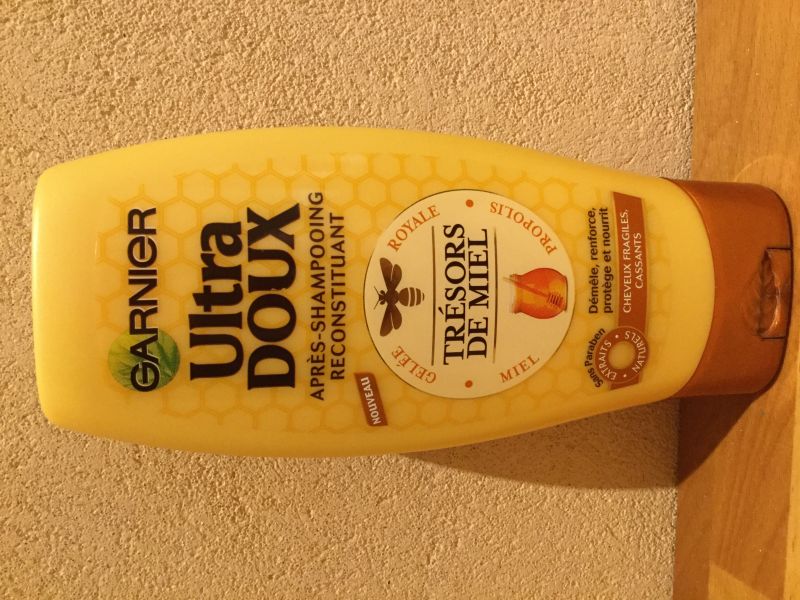 GARNIER
Ultra
DOUX
APRÈS-SHAMPOOING
RECONSTITUANT
NOUVEAU
GELÉE • ROYALE •
TRÉSORS
DE MIEL
MIEL • PROPOLIS
Sans Paraben
EXTRAITS
NATURELS
Démêle, renforce,
protège et nourrit
CHEVEUX FRAGILES,
CASSANTS